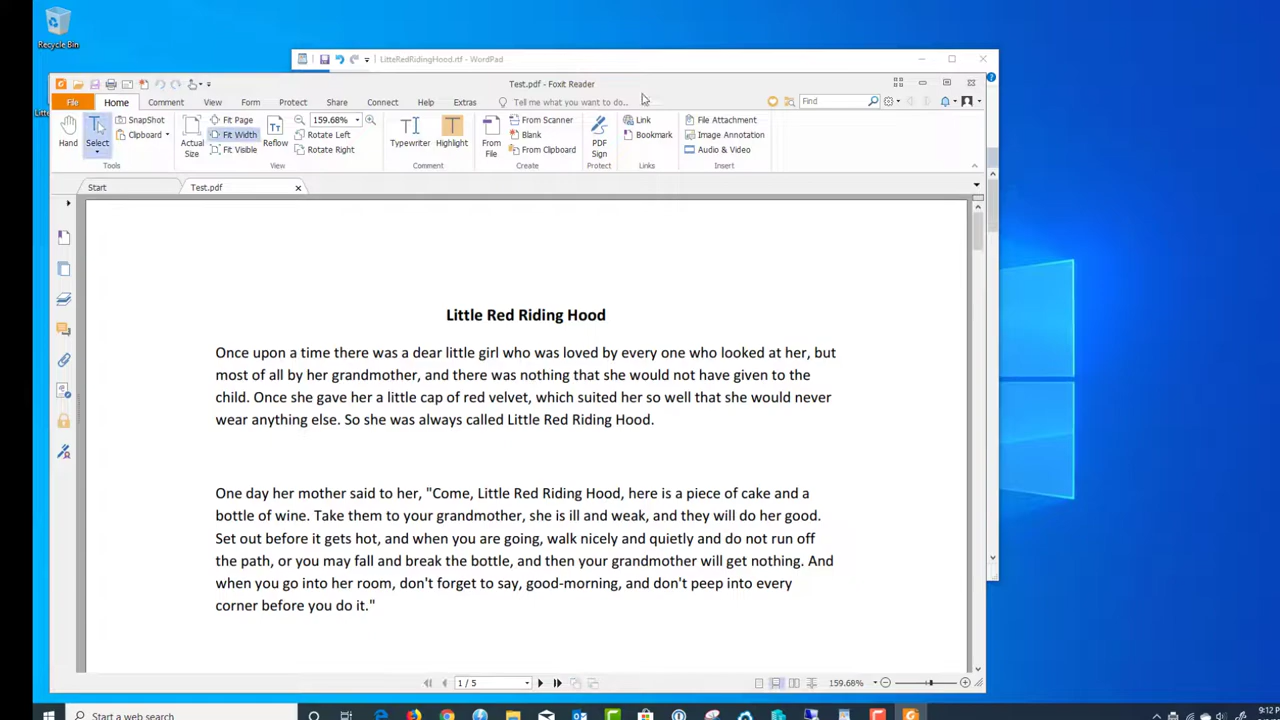 Recycle Bin
LitteRedRidingHood.rtf - WordPad
Test.pdf - Foxit Reader
File Home Comment View Form Protect Share Connect Help Extras Tell me what you want to do.. Find
Hand Select SnapShot Clipboard Actual Size Fit Page Fit Width Fit Visible Reflow 159.68% Rotate Left Rotate Right Typewriter Highlight From File From Scanner Blank From Clipboard PDF Sign Link Bookmark File Attachment Image Annotation Audio & Video
Tools View Comment Create Protect Links Insert
Start Test.pdf
Little Red Riding Hood
Once upon a time there was a dear little girl who was loved by every one who looked at her, but
most of all by her grandmother, and there was nothing that she would not have given to the
child. Once she gave her a little cap of red velvet, which suited her so well that she would never
wear anything else. So she was always called Little Red Riding Hood.
One day her mother said to her, "Come, Little Red Riding Hood, here is a piece of cake and a
bottle of wine. Take them to your grandmother, she is ill and weak, and they will do her good.
Set out before it gets hot, and when you are going, walk nicely and quietly and do not run off
the path, or you may fall and break the bottle, and then your grandmother will get nothing. And
when you go into her room, don't forget to say, good-morning, and don't peep into every
corner before you do it."
1 / 5 159.68%
Start a web search 9:12 P